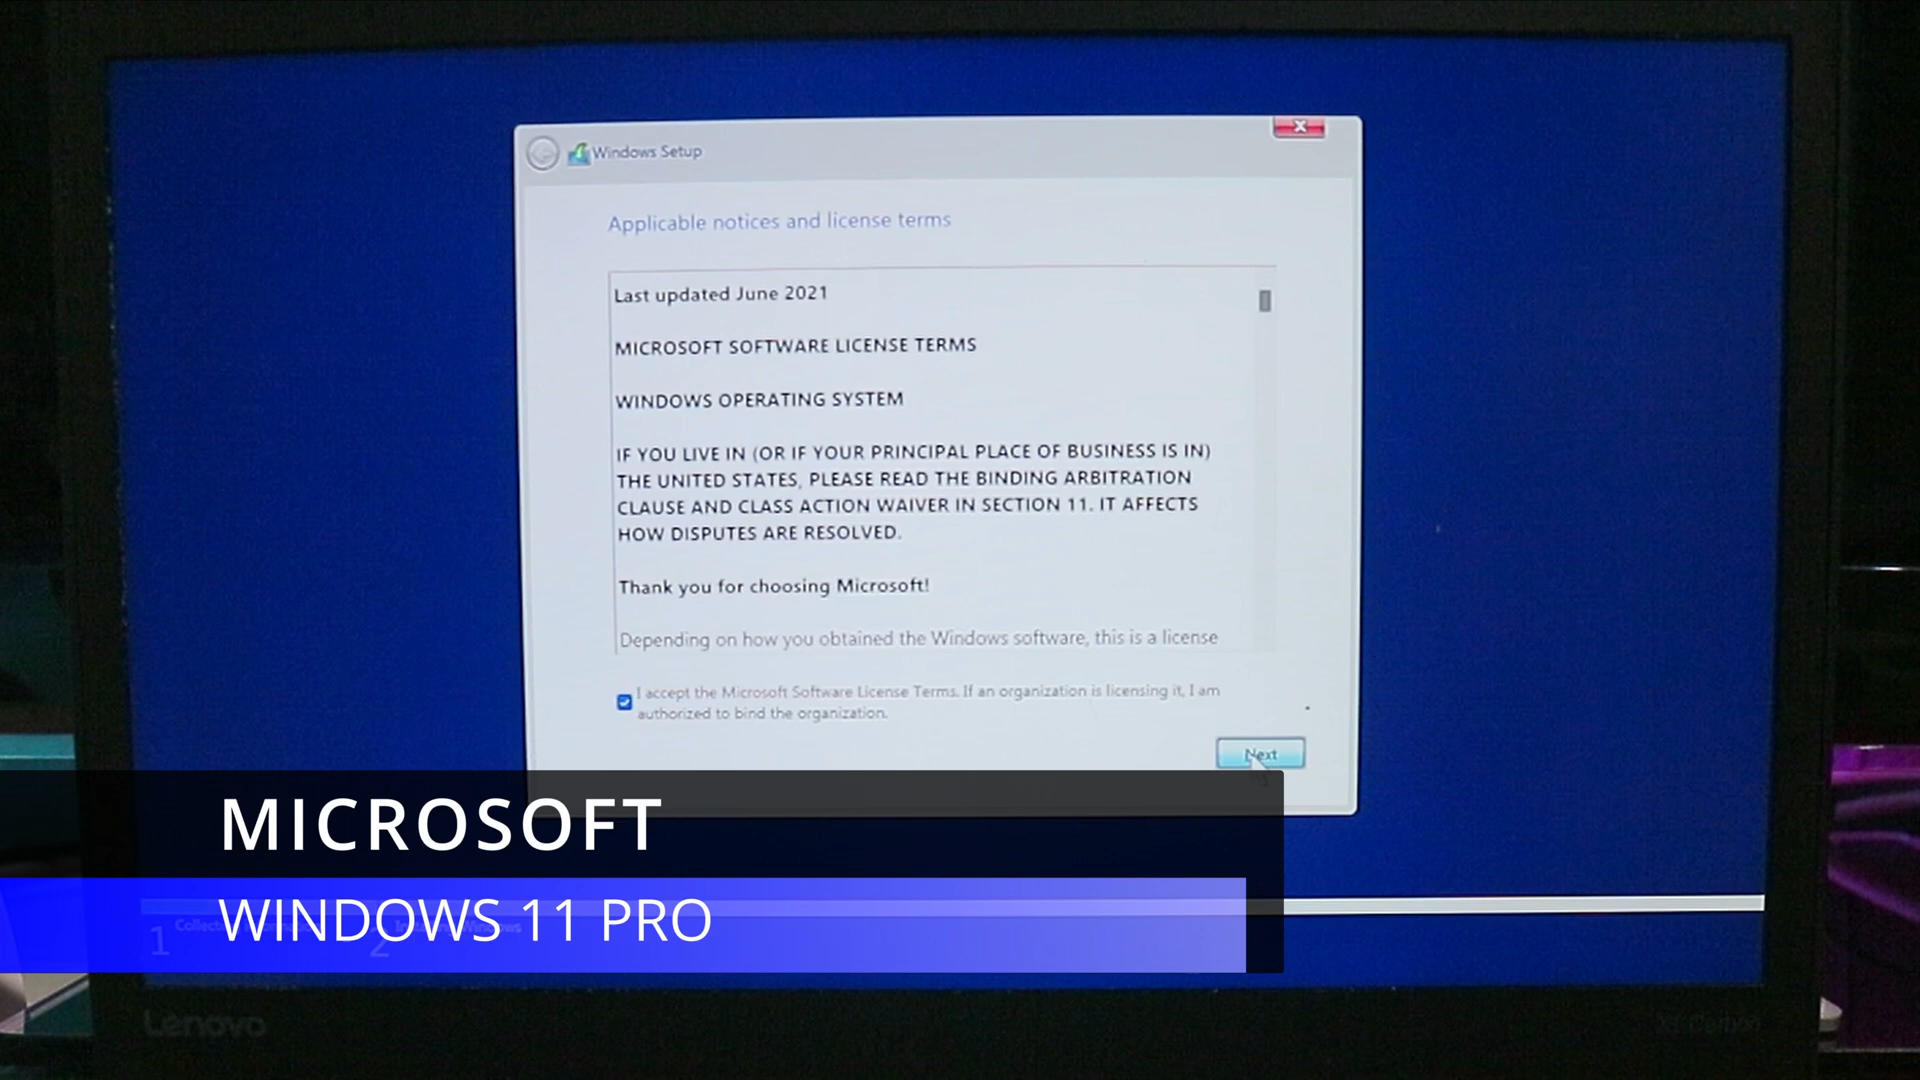 Windows Setup
Applicable notices and license terms
Last updated June 2021
MICROSOFT SOFTWARE LICENSE TERMS
WINDOWS OPERATING SYSTEM
IF YOU LIVE IN (OR IF YOUR PRINCIPAL PLACE OF BUSINESS IS IN)
THE UNITED STATES, PLEASE READ THE BINDING ARBITRATION
CLAUSE AND CLASS ACTION WAIVER IN SECTION 11. IT AFFECTS
HOW DISPUTES ARE RESOLVED.
Thank you for choosing Microsoft!
Depending on how you obtained the Windows software, this is a license
I accept the Microsoft Software License Terms. If an organization is licensing it, I am
authorized to bind the organization.
Next
MICROSOFT
WINDOWS 11 PRO
1
2
Lenovo